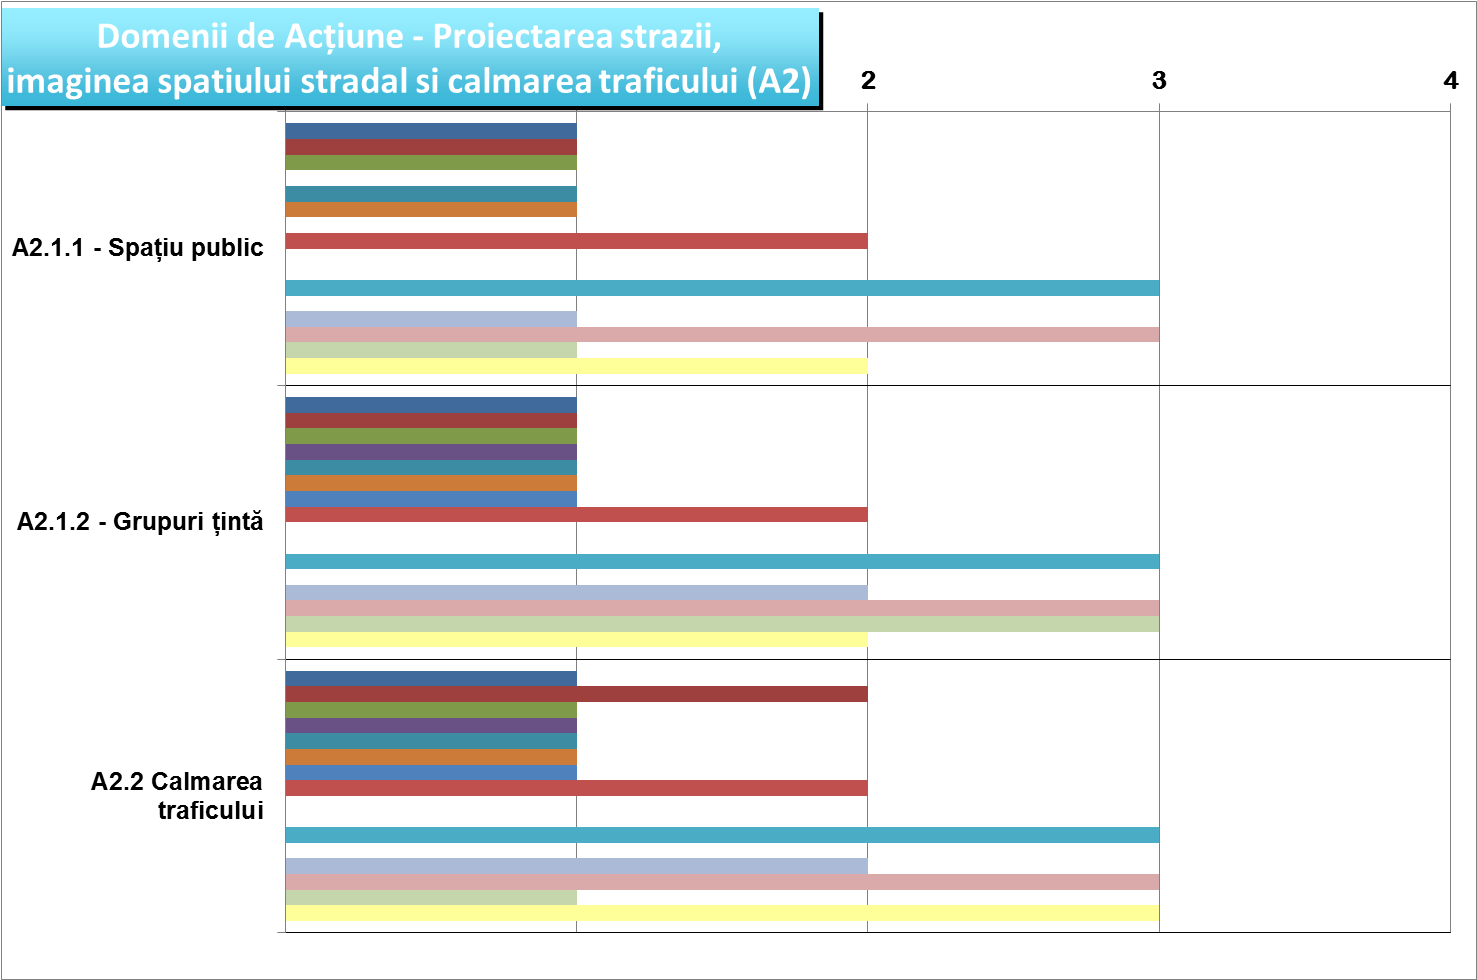 Domenii de Acțiune - Proiectarea strazii,
imaginea spatiului stradal si calmarea traficului (A2)
2 3 4
A2.1.1 - Spațiu public
A2.1.2 - Grupuri țintă
A2.2 Calmarea
traficului